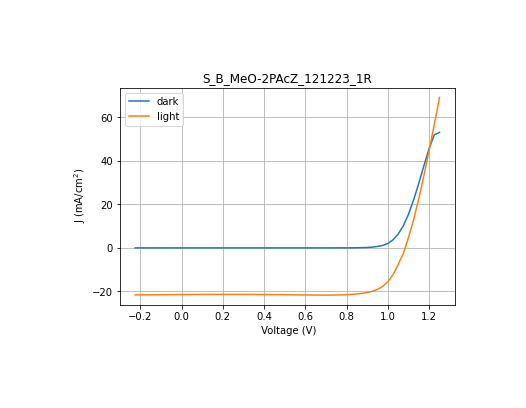 S_B_MeO-2PAcZ_121223_1R
dark
light
60
40
20
0
−20
J (mA/cm²)
−0.2 0.0 0.2 0.4 0.6 0.8 1.0 1.2
Voltage (V)